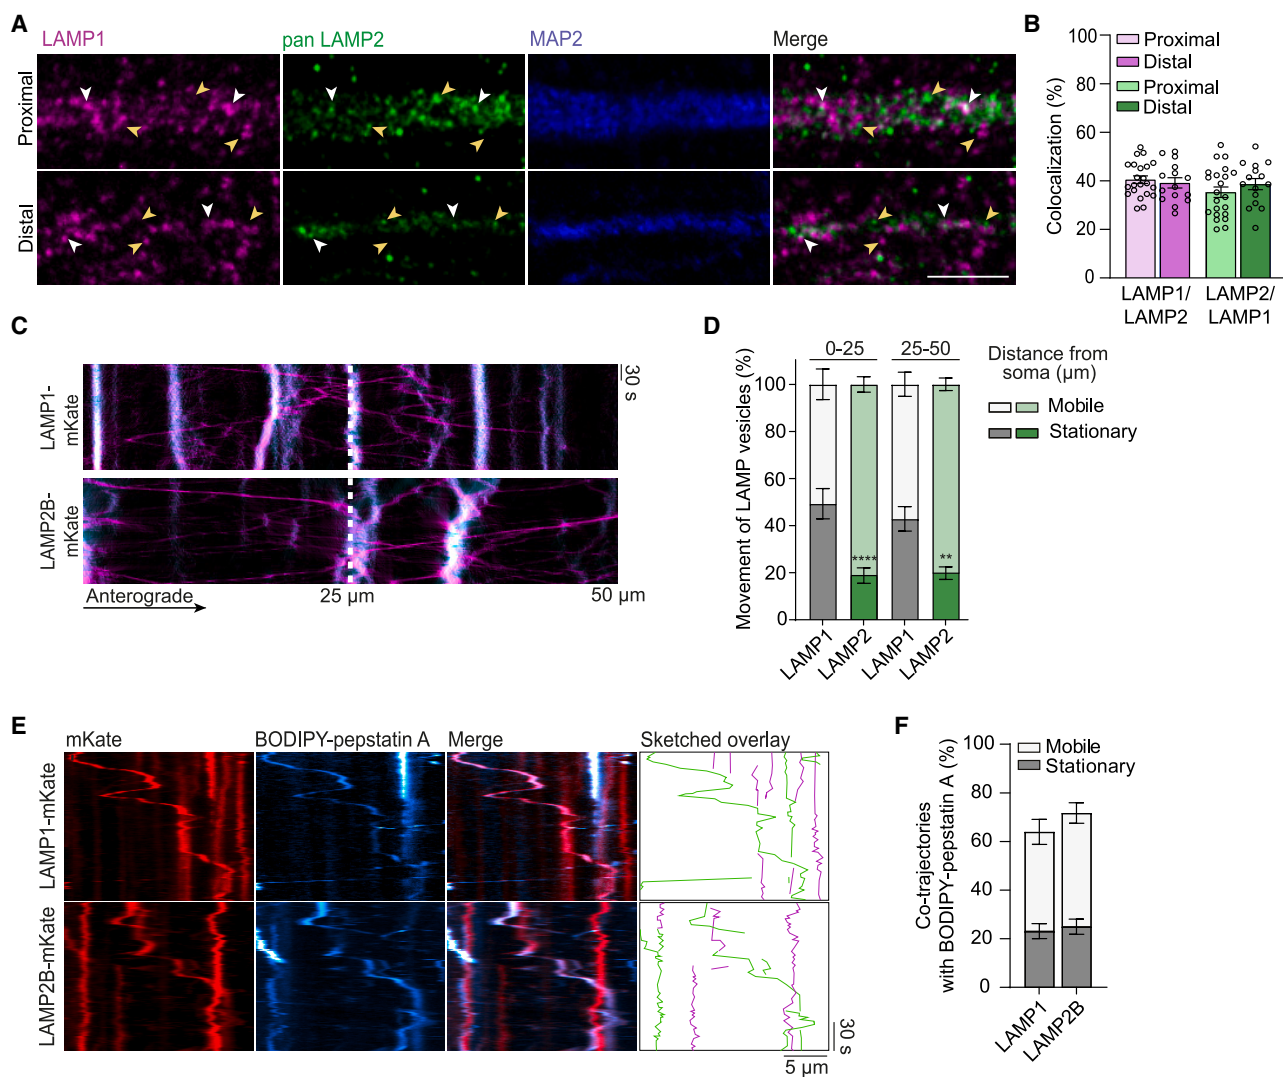 A
LAMP1
pan LAMP2
MAP2
Merge
Proximal
Distal
B
Colocalization (%)
100
80
60
40
20
0
Proximal
Distal
Proximal
Distal
LAMP1/
LAMP2
LAMP2/
LAMP1
C
LAMP1-
mKate
LAMP2B-
mKate
30 s
Anterograde
25 µm
50 µm
D
Movement of LAMP vesicles (%)
100
80
60
40
20
0
0-25
25-50
****
**
LAMP1
LAMP2
LAMP1
LAMP2
Distance from
soma (µm)
Mobile
Stationary
E
mKate
BODIPY-pepstatin A
Merge
Sketched overlay
LAMP1-mKate
LAMP2B-mKate
30 s
5 µm
F
Co-trajectories
with BODIPY-pepstatin A (%)
100
80
60
40
20
0
Mobile
Stationary
LAMP1
LAMP2B